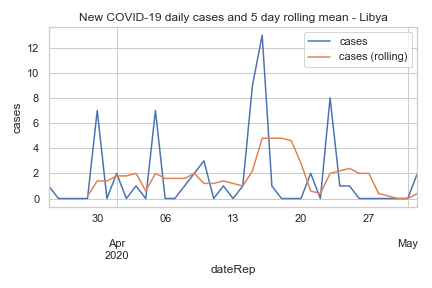 New COVID-19 daily cases and 5 day rolling mean - Libya
cases
cases (rolling)
12
10
8
6
4
2
0
cases
30
06
13
20
27
Apr
2020
May
dateRep